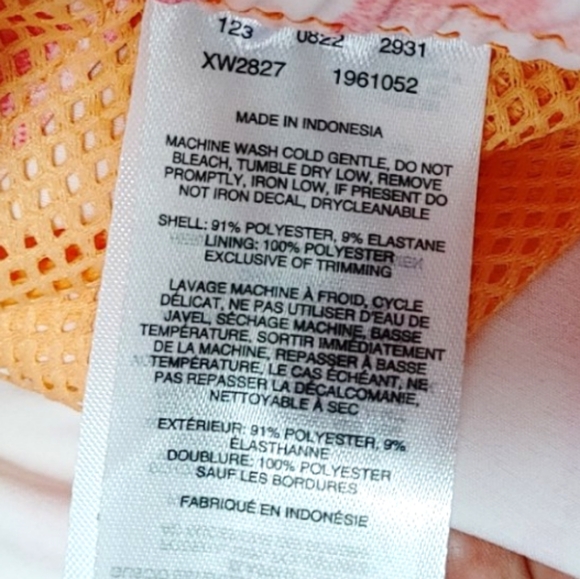 123 0822 2931
XW2827 1961052
MADE IN INDONESIA
MACHINE WASH COLD GENTLE, DO NOT
BLEACH, TUMBLE DRY LOW, REMOVE
PROMPTLY, IRON LOW, IF PRESENT DO
NOT IRON DECAL, DRYCLEANABLE
SHELL: 91% POLYESTER, 9% ELASTANE
LINING: 100% POLYESTER
EXCLUSIVE OF TRIMMING
LAVAGE MACHINE À FROID, CYCLE
DÉLICAT, NE PAS UTILISER D'EAU DE
JAVEL, SÉCHAGE MACHINE, BASSE
TEMPÉRATURE, SORTIR IMMÉDIATEMENT
DE LA MACHINE, REPASSER À BASSE
TEMPÉRATURE, LE CAS ÉCHÉANT, NE
PAS REPASSER LA DÉCALCOMANIE,
NETTOYABLE À SEC
EXTÉRIEUR: 91% POLYESTER, 9%
ÉLASTHANNE
DOUBLURE: 100% POLYESTER
SAUF LES BORDURES
FABRIQUÉ EN INDONÉSIE